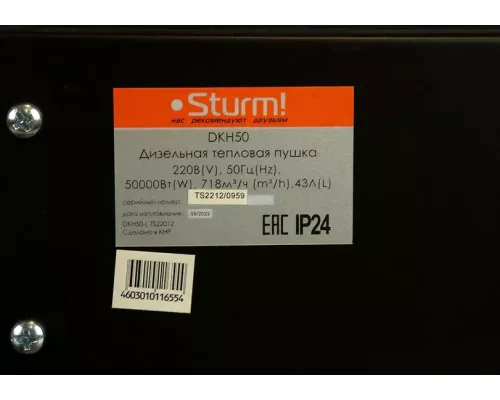 Sturm!
нас рекомендуют друзьям
DKH50
Дизельная тепловая пушка
220В(V), 50Гц(Hz),
50000Вт(W), 718м³/ч (m³/h).43Л(L)
серийный номер: TS2212/0959
дата изготовления:
DKH50-L TS22012
Сделано в КНР
EAC IP24
4603010116554